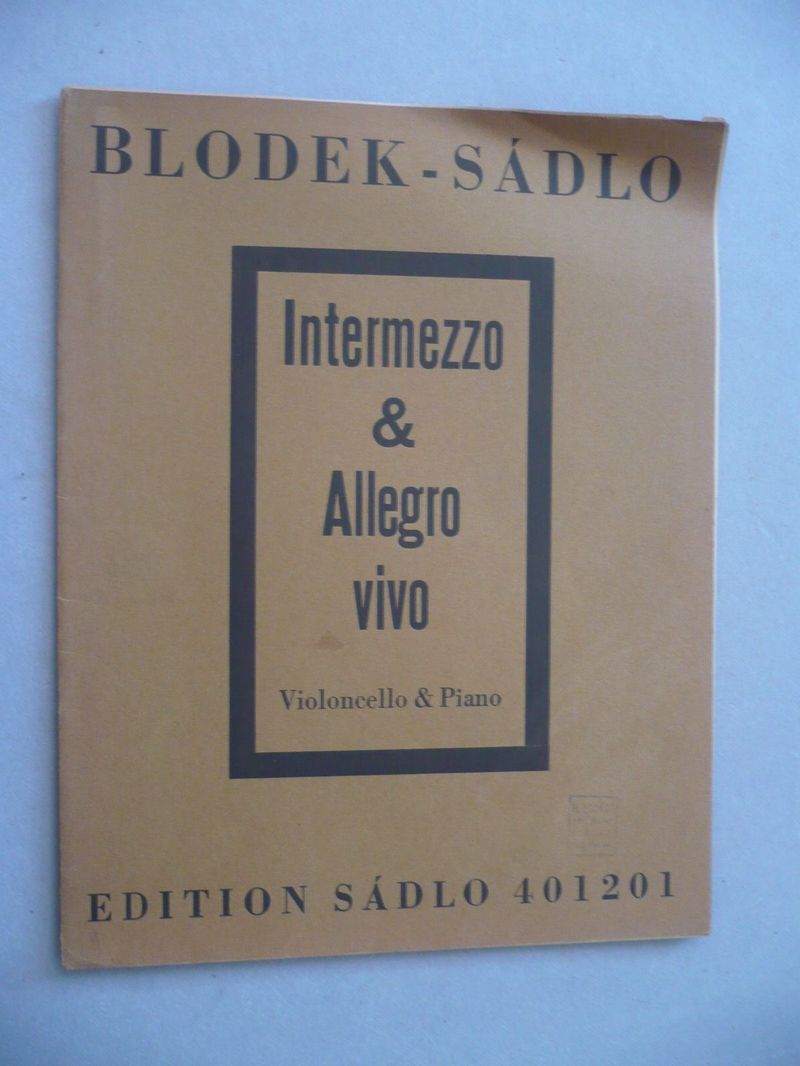 BLODEK - SÁDLO
Intermezzo
&
Allegro
vivo
Violoncello & Piano
EDITION SÁDLO 401201